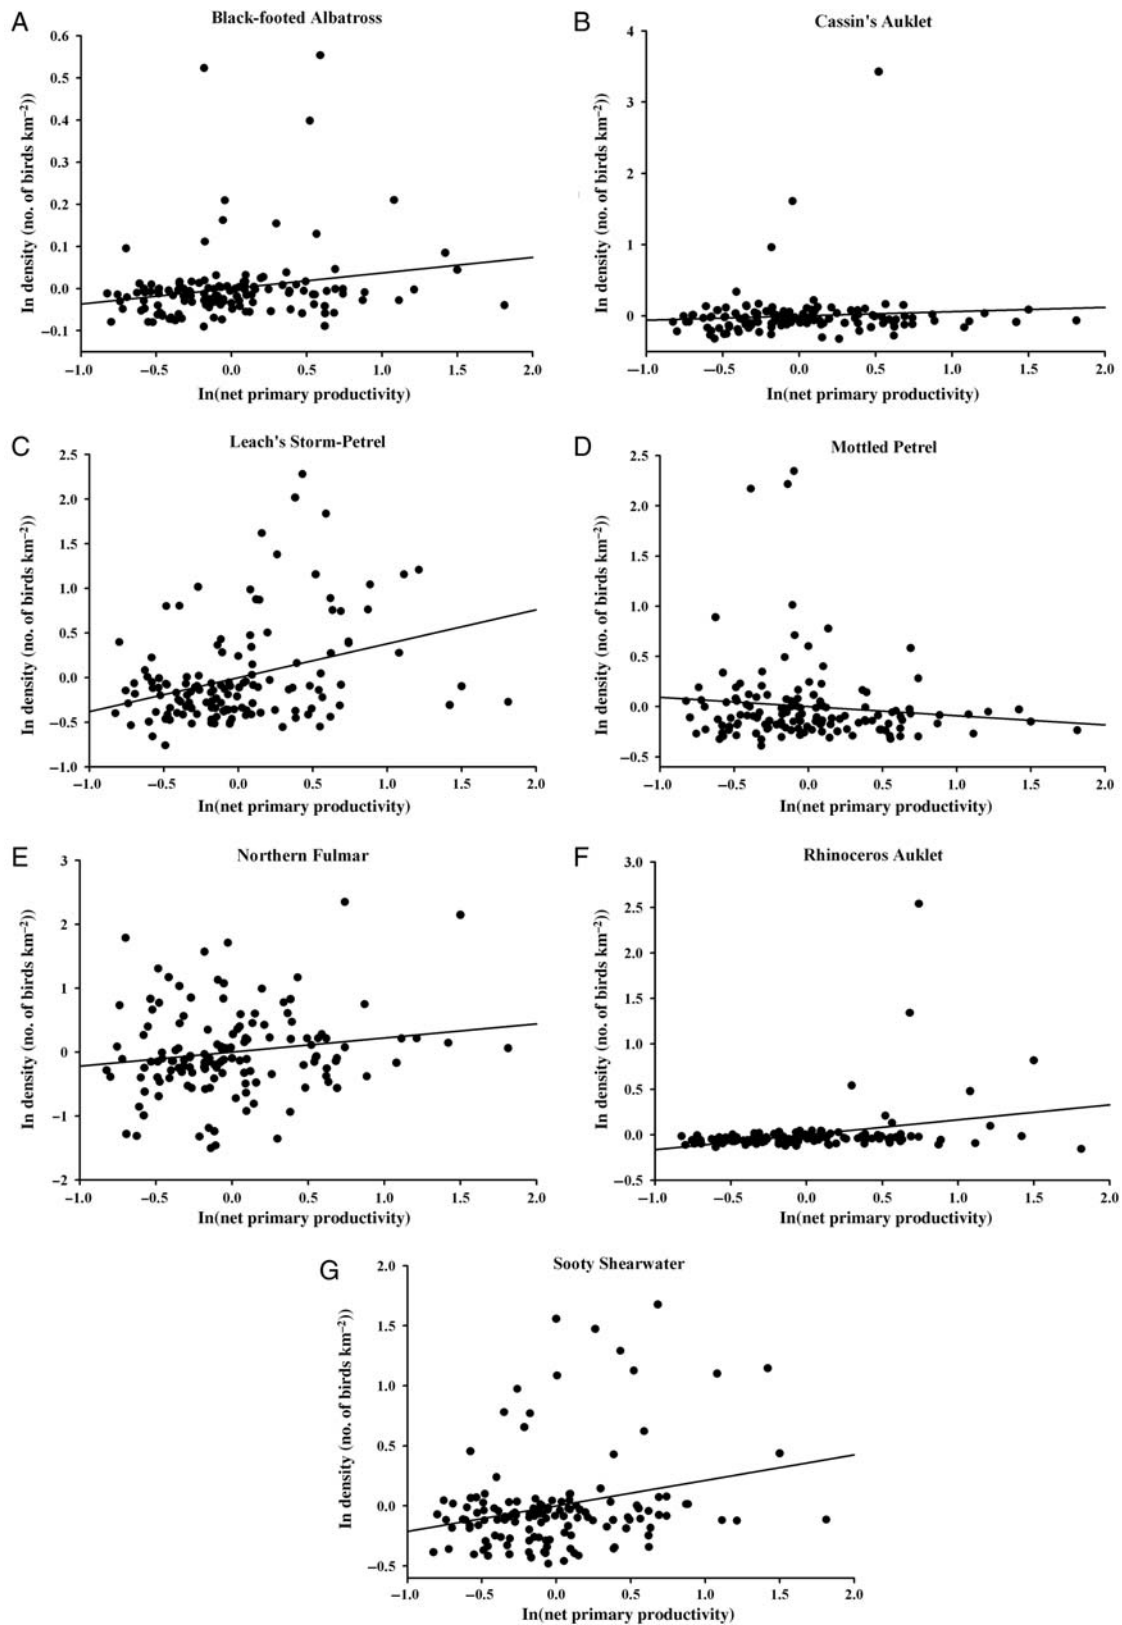 A
Black-footed Albatross
0.6
0.5
0.4
0.3
0.2
0.1
0.0
−0.1
ln density (no. of birds km−2))
−1.0 −0.5 0.0 0.5 1.0 1.5 2.0
ln(net primary productivity)
B
Cassin's Auklet
4
3
2
1
0
ln density (no. of birds km−2))
−1.0 −0.5 0.0 0.5 1.0 1.5 2.0
ln(net primary productivity)
C
Leach's Storm-Petrel
2.5
2.0
1.5
1.0
0.5
0.0
−0.5
−1.0
ln density (no. of birds km−2))
−1.0 −0.5 0.0 0.5 1.0 1.5 2.0
ln(net primary productivity)
D
Mottled Petrel
2.5
2.0
1.5
1.0
0.5
0.0
−0.5
ln density (no. of birds km−2))
−1.0 −0.5 0.0 0.5 1.0 1.5 2.0
ln(net primary productivity)
E
Northern Fulmar
3
2
1
0
−1
−2
ln density (no. of birds km−2))
−1.0 −0.5 0.0 0.5 1.0 1.5 2.0
ln(net primary productivity)
F
Rhinoceros Auklet
3.0
2.5
2.0
1.5
1.0
0.5
0.0
−0.5
ln density (no. of birds km−2))
−1.0 −0.5 0.0 0.5 1.0 1.5 2.0
ln(net primary productivity)
G
Sooty Shearwater
2.0
1.5
1.0
0.5
0.0
−0.5
ln density (no. of birds km−2))
−1.0 −0.5 0.0 0.5 1.0 1.5 2.0
ln(net primary productivity)